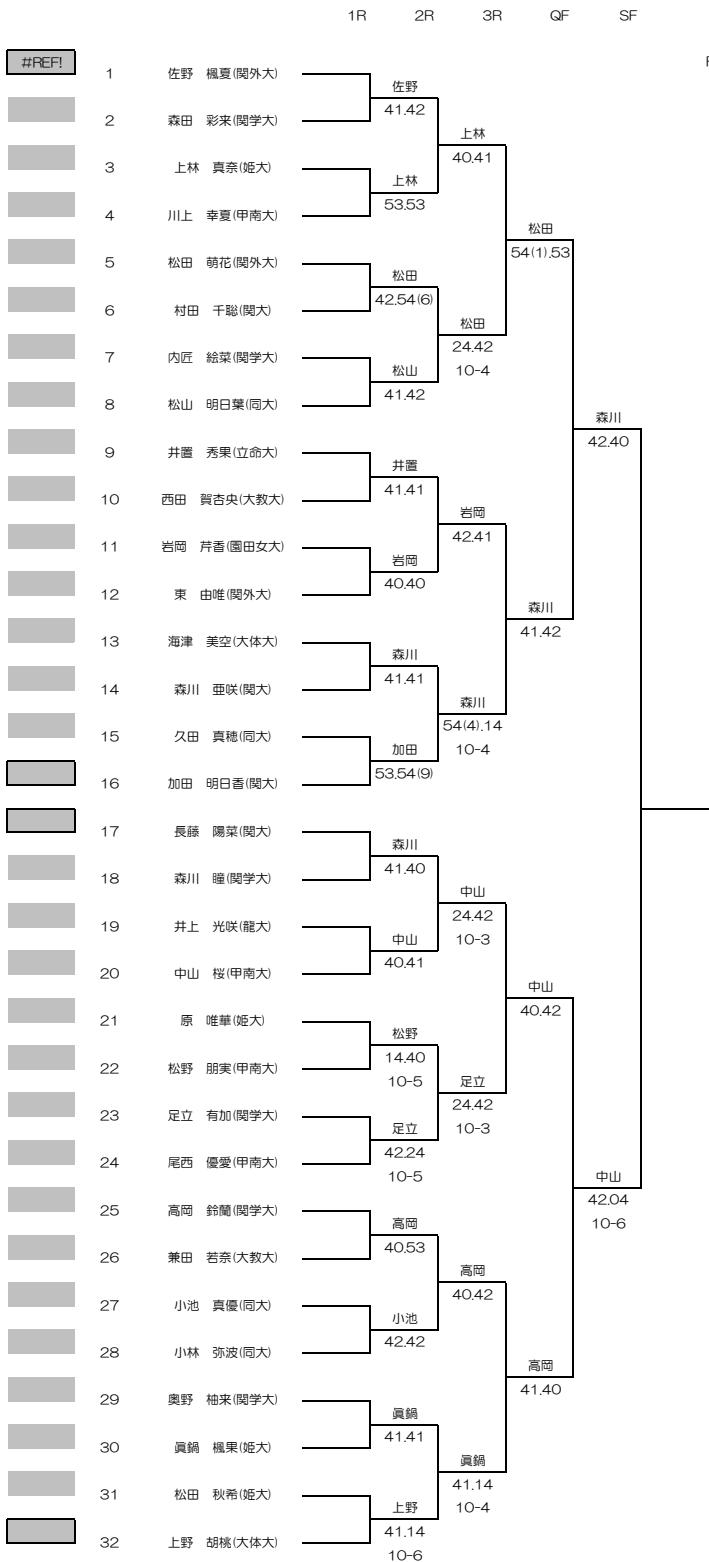 1R 2R 3R QF SF
#REF!
1 佐野 楓夏(関外大)
佐野
41.42
2 森田 彩来(関学大)
上林
40.41
3 上林 真奈(姫大)
上林
53.53
4 川上 幸夏(甲南大)
松田
54(1).53
5 松田 萌花(関外大)
松田
42.54(6)
6 村田 千聡(関大)
松田
24.42
10-4
7 内匠 絵菜(関学大)
松山
41.42
8 松山 明日葉(同大)
森川
42.40
9 井置 秀果(立命大)
井置
41.41
10 西田 賀杏央(大教大)
岩岡
42.41
11 岩岡 芹香(園田女大)
岩岡
40.40
12 東 由唯(関外大)
森川
41.42
13 海津 美空(大体大)
森川
41.41
14 森川 亜咲(関大)
森川
54(4).14
10-4
15 久田 真穂(同大)
加田
53.54(9)
16 加田 明日香(関大)
17 長藤 陽菜(関大)
森川
41.40
18 森川 瞳(関学大)
中山
24.42
10-3
19 井上 光咲(龍大)
中山
40.41
20 中山 桜(甲南大)
中山
40.42
21 原 唯華(姫大)
松野
14.40
10-5
22 松野 朋実(甲南大)
足立
24.42
10-3
23 足立 有加(関学大)
足立
42.24
10-5
24 尾西 優愛(甲南大)
中山
42.04
10-6
25 高岡 鈴蘭(関学大)
高岡
40.53
26 兼田 若奈(大教大)
高岡
40.42
27 小池 真優(同大)
小池
42.42
28 小林 弥波(同大)
高岡
41.40
29 奥野 柚来(関学大)
眞鍋
41.41
30 眞鍋 楓果(姫大)
眞鍋
41.14
10-4
31 松田 秋希(姫大)
上野
41.14
10-6
32 上野 胡桃(大体大)